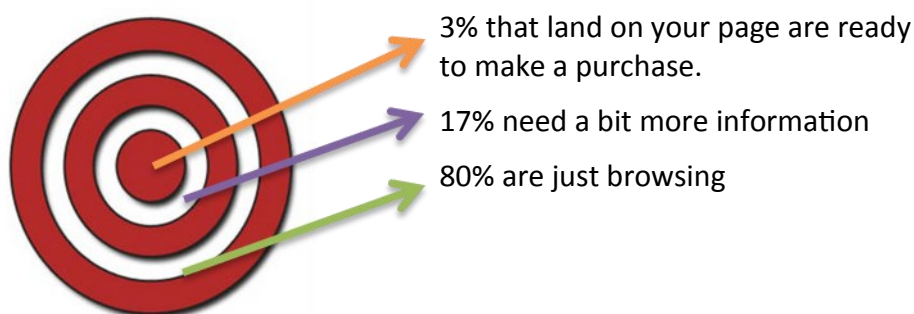 3% that land on your page are ready
to make a purchase.
17% need a bit more information
80% are just browsing